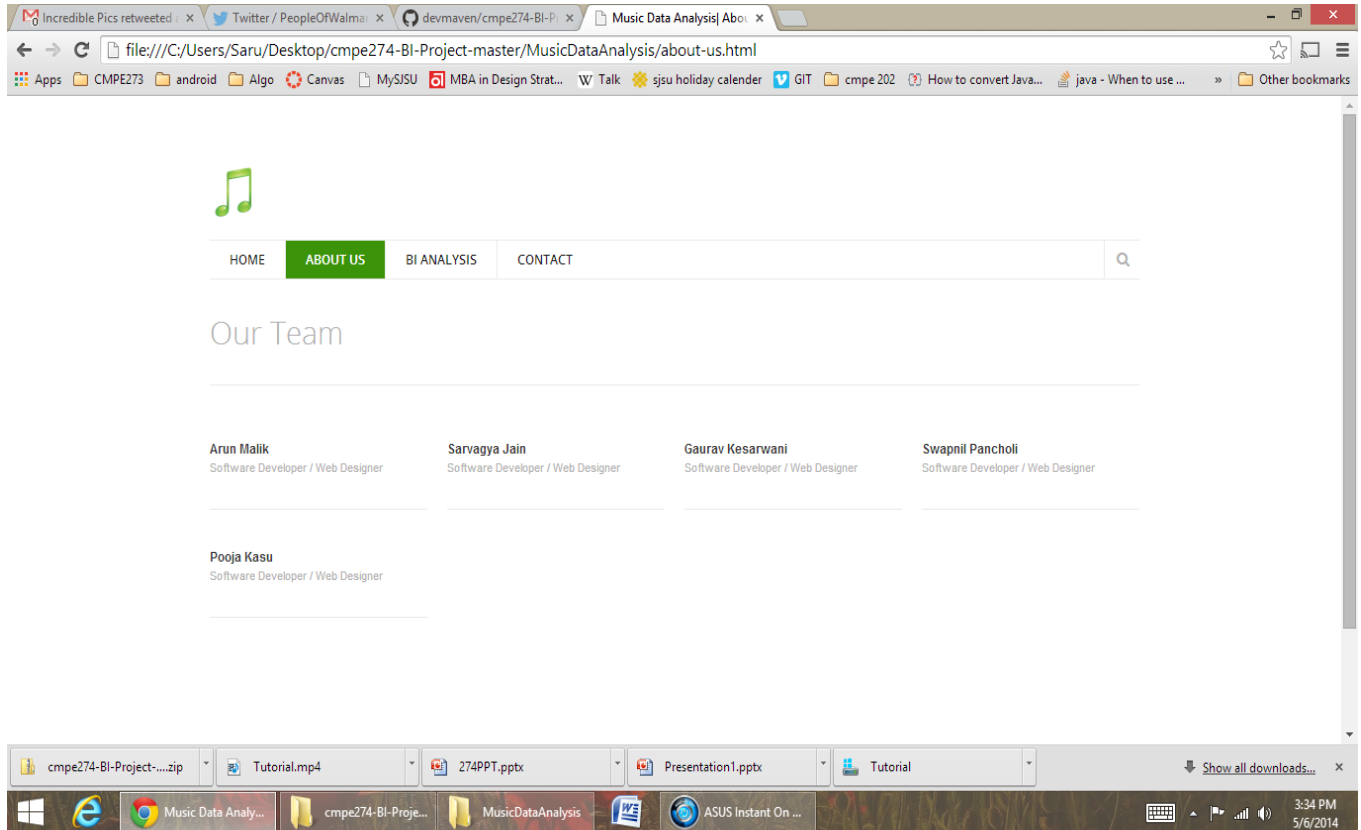 Incredible Pics retweeted a
Twitter / PeopleOfWalmar
devmaven/cmpe274-BI-Pr
Music Data Analysis| Abou
file:///C:/Users/Saru/Desktop/cmpe274-BI-Project-master/MusicDataAnalysis/about-us.html
Apps CMPE273 android Algo Canvas MySJSU MBA in Design Strat... Talk sjsu holiday calender GIT cmpe 202 How to convert Java... java - When to use ... » Other bookmarks
HOME ABOUT US BI ANALYSIS CONTACT
Our Team
Arun Malik Sarvagya Jain Gaurav Kesarwani Swapnil Pancholi
Software Developer / Web Designer Software Developer / Web Designer Software Developer / Web Designer Software Developer / Web Designer
Pooja Kasu
Software Developer / Web Designer
cmpe274-BI-Project-....zip Tutorial.mp4 274PPT.pptx Presentation1.pptx Tutorial Show all downloads...
Music Data Analy... cmpe274-BI-Proje... MusicDataAnalysis ASUS Instant On ... 3:34 PM
5/6/2014